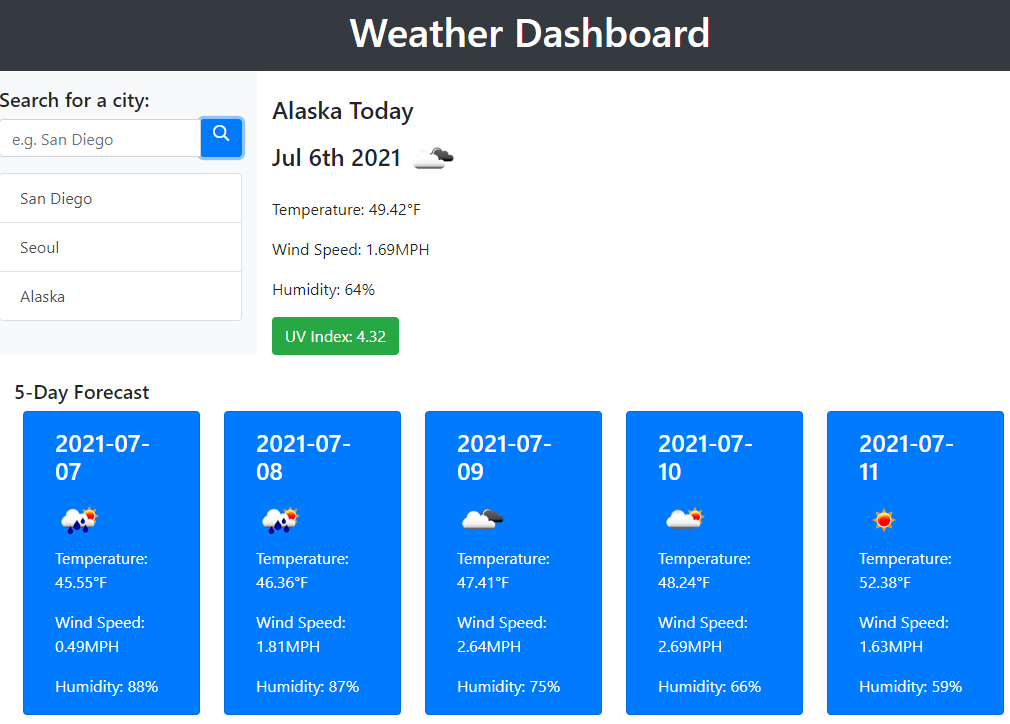 Weather Dashboard
Search for a city:
e.g. San Diego
San Diego
Seoul
Alaska
Alaska Today
Jul 6th 2021
Temperature: 49.42°F
Wind Speed: 1.69MPH
Humidity: 64%
UV Index: 4.32
5-Day Forecast
2021-07-
07
Temperature:
45.55°F
Wind Speed:
0.49MPH
Humidity: 88%
2021-07-
08
Temperature:
46.36°F
Wind Speed:
1.81MPH
Humidity: 87%
2021-07-
09
Temperature:
47.41°F
Wind Speed:
2.64MPH
Humidity: 75%
2021-07-
10
Temperature:
48.24°F
Wind Speed:
2.69MPH
Humidity: 66%
2021-07-
11
Temperature:
52.38°F
Wind Speed:
1.63MPH
Humidity: 59%